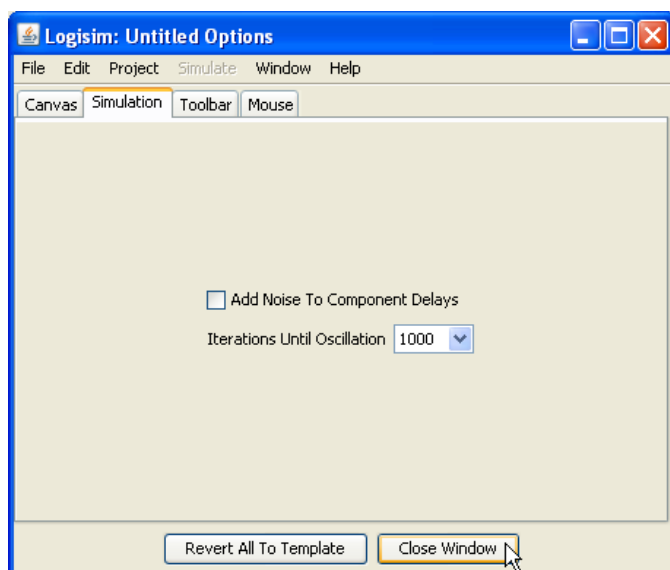 Logisim: Untitled Options
File Edit Project Simulate Window Help
Canvas Simulation Toolbar Mouse
Add Noise To Component Delays
Iterations Until Oscillation 1000
Revert All To Template Close Window